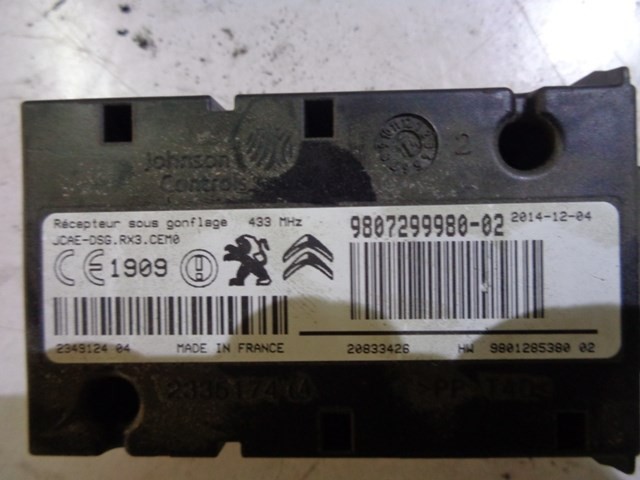 Johnson
Controls
2
Récepteur sous gonflage 433 MHz
JCAE-DSG.RX3.CEM0
CE 1909
9807299980-02 2014-12-04
2349124 04 MADE IN FRANCE 20833426 HW 9801285380 02